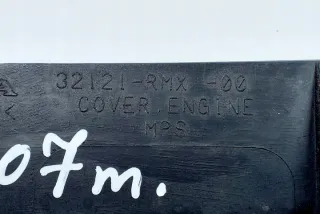 32121-RMX -00
COVER, ENGINE
MPS
07m.